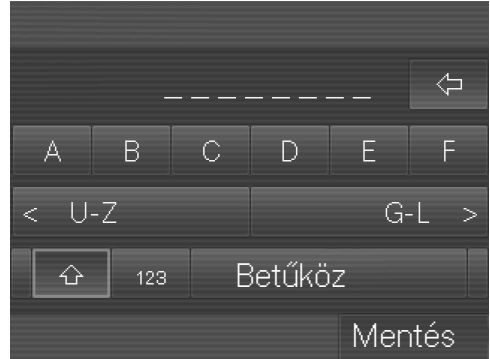 _ _ _ _ _ _ _ _
A B C D E F
< U-Z G-L >
123 Betűköz
Mentés